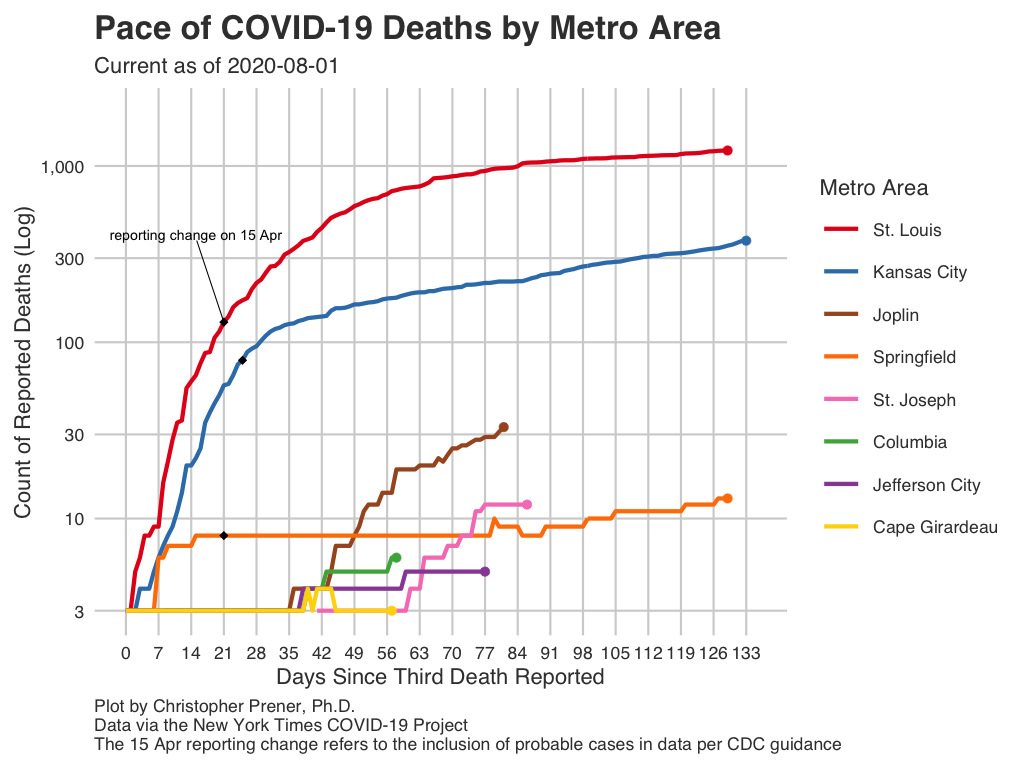 Pace of COVID-19 Deaths by Metro Area
Current as of 2020-08-01
Count of Reported Deaths (Log)
1,000
300
100
30
10
3
reporting change on 15 Apr
0 7 14 21 28 35 42 49 56 63 70 77 84 91 98 105 112 119 126 133
Days Since Third Death Reported
Metro Area
St. Louis
Kansas City
Joplin
Springfield
St. Joseph
Columbia
Jefferson City
Cape Girardeau
Plot by Christopher Prener, Ph.D.
Data via the New York Times COVID-19 Project
The 15 Apr reporting change refers to the inclusion of probable cases in data per CDC guidance